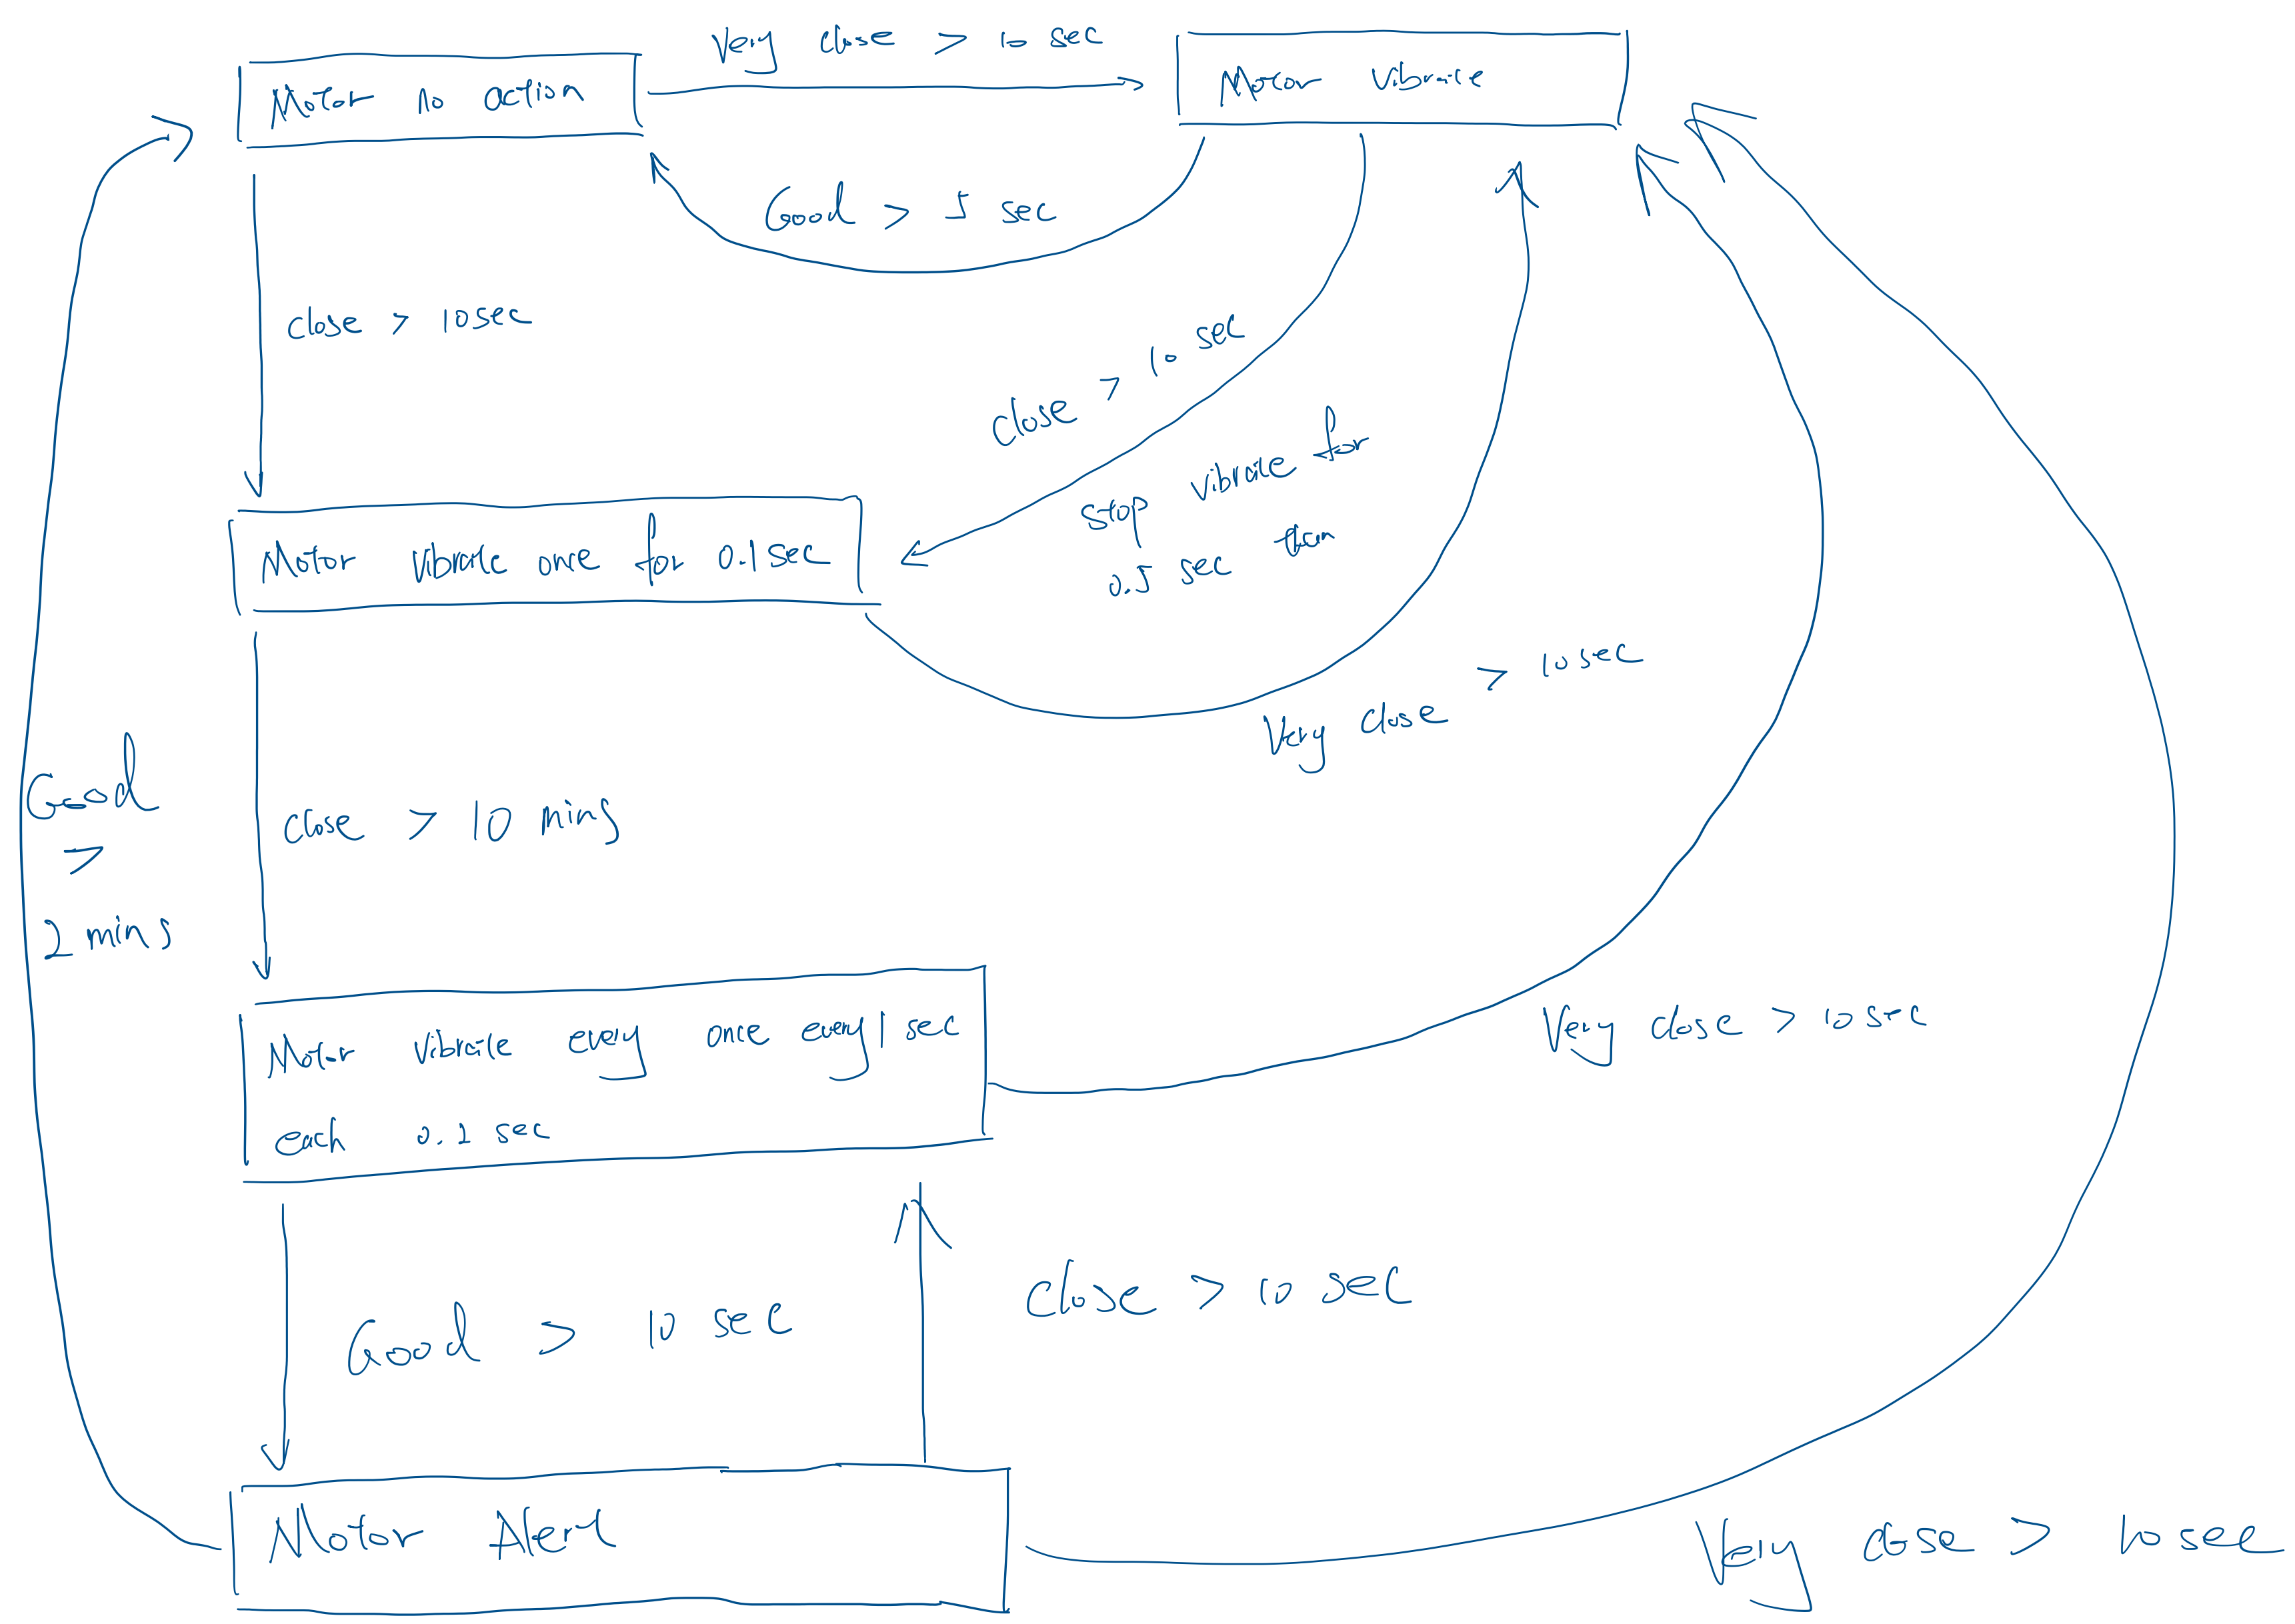 Very close > 10 sec
Motor no action
Motor vibrate
Good > 5 sec
close > 10 sec
close > 10 sec
stop vibrate for
0.5 sec then
Motor vibrate once for 0.1 sec
Very close > 10 sec
Good
>
2 mins
close > 10 mins
Motor vibrate every once every 1 sec
each 0.2 sec
Very close > 10 sec
Good > 10 sec
close > 10 sec
Motor Alert
Very close > 10 sec